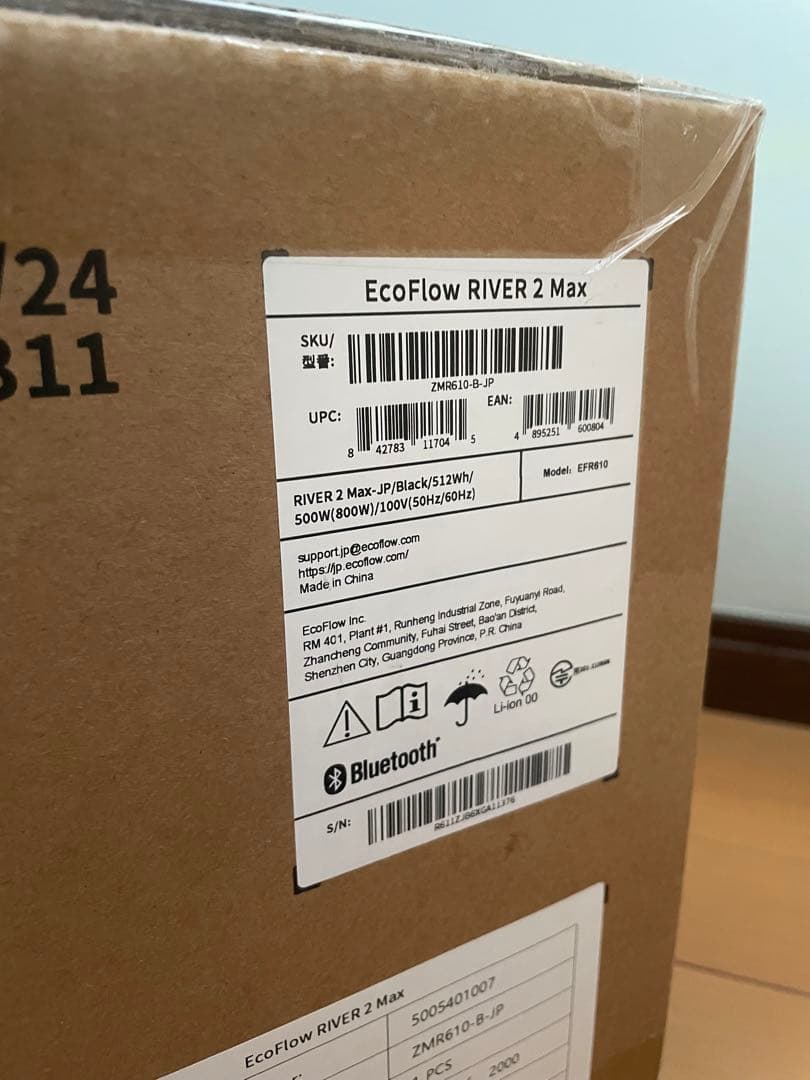 /24
311
EcoFlow RIVER 2 Max
SKU/
型番:
ZMR610-B-JP
UPC:
8 42783 11704 5
EAN:
4 895251 600804
RIVER 2 Max-JP/Black/512Wh/
500W(800W)/100V(50Hz/60Hz)
Model: EFR610
support.jp@ecoflow.com
https://jp.ecoflow.com/
Made in China
EcoFlow Inc.
RM 401, Plant #1, Runheng Industrial Zone, Fuyuanyi Road,
Zhancheng Community, Fuhai Street, Bao'an District,
Shenzhen City, Guangdong Province, P.R. China
Li-ion 00
Bluetooth
S/N:
R611ZJB6XGA11376
EcoFlow RIVER 2 Max
5005401007
ZMR610-B-JP
PCS
2000